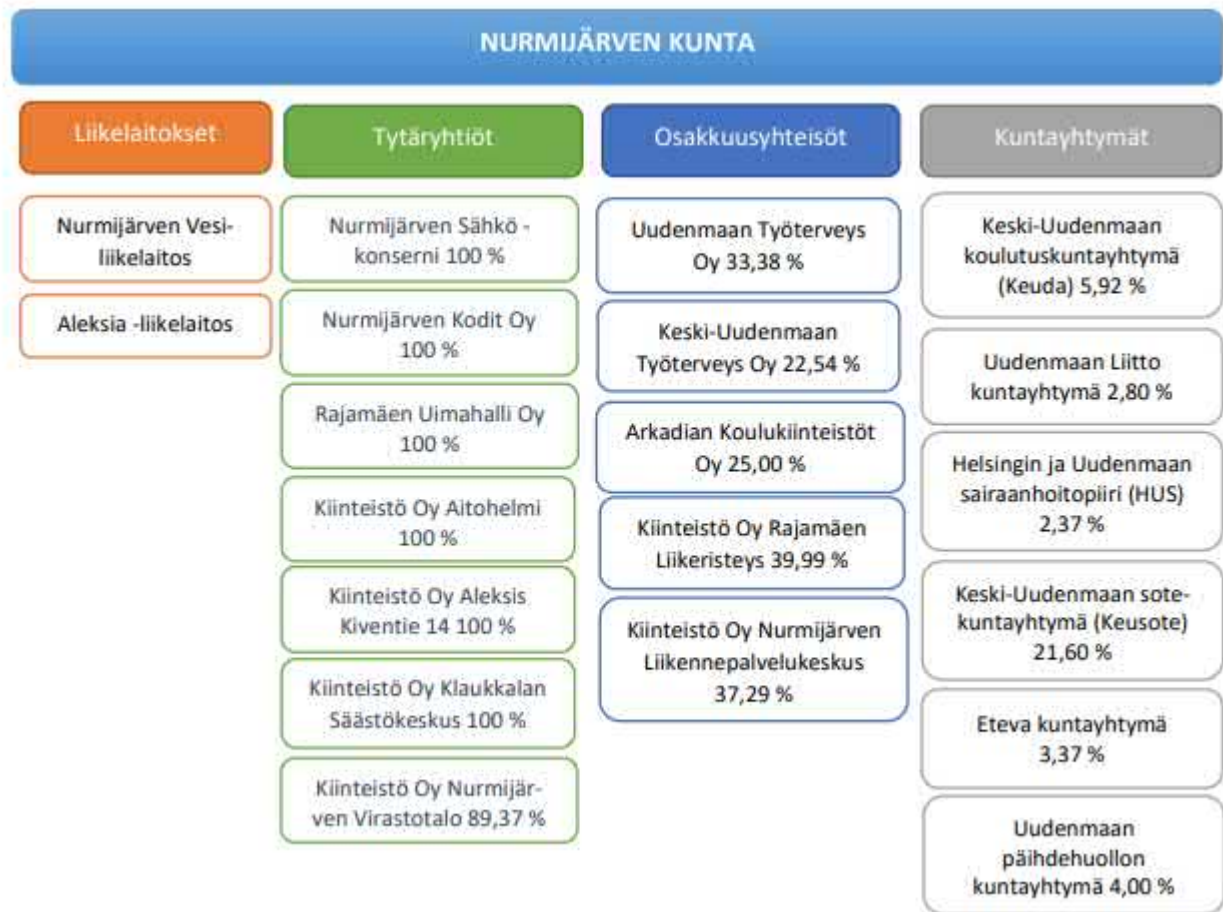 NURMIJÄRVEN KUNTA
Liikelaitokset
Nurmijärven Vesi-
liikelaitos
Aleksia -liikelaitos
Tytäryhtiöt
Nurmijärven Sähkö -
konserni 100 %
Nurmijärven Kodit Oy
100 %
Rajamäen Uimahalli Oy
100 %
Kiinteistö Oy Aitohelmi
100 %
Kiinteistö Oy Aleksis
Kiventie 14 100 %
Kiinteistö Oy Klaukkalan
Säästökeskus 100 %
Kiinteistö Oy Nurmijär-
ven Virastotalo 89,37 %
Osakkuusyhteisöt
Uudenmaan Työterveys
Oy 33,38 %
Keski-Uudenmaan
Työterveys Oy 22,54 %
Arkadian Koulukiinteistöt
Oy 25,00 %
Kiinteistö Oy Rajamäen
Liikeristeys 39,99 %
Kiinteistö Oy Nurmijärven
Liikennepalvelukeskus
37,29 %
Kuntayhtymät
Keski-Uudenmaan
koulutuskuntayhtymä
(Keuda) 5,92 %
Uudenmaan Liitto
kuntayhtymä 2,80 %
Helsingin ja Uudenmaan
sairaanhoitopiiri (HUS)
2,37 %
Keski-Uudenmaan sote-
kuntayhtymä (Keusote)
21,60 %
Eteva kuntayhtymä
3,37 %
Uudenmaan
päihdehuollon
kuntayhtymä 4,00 %